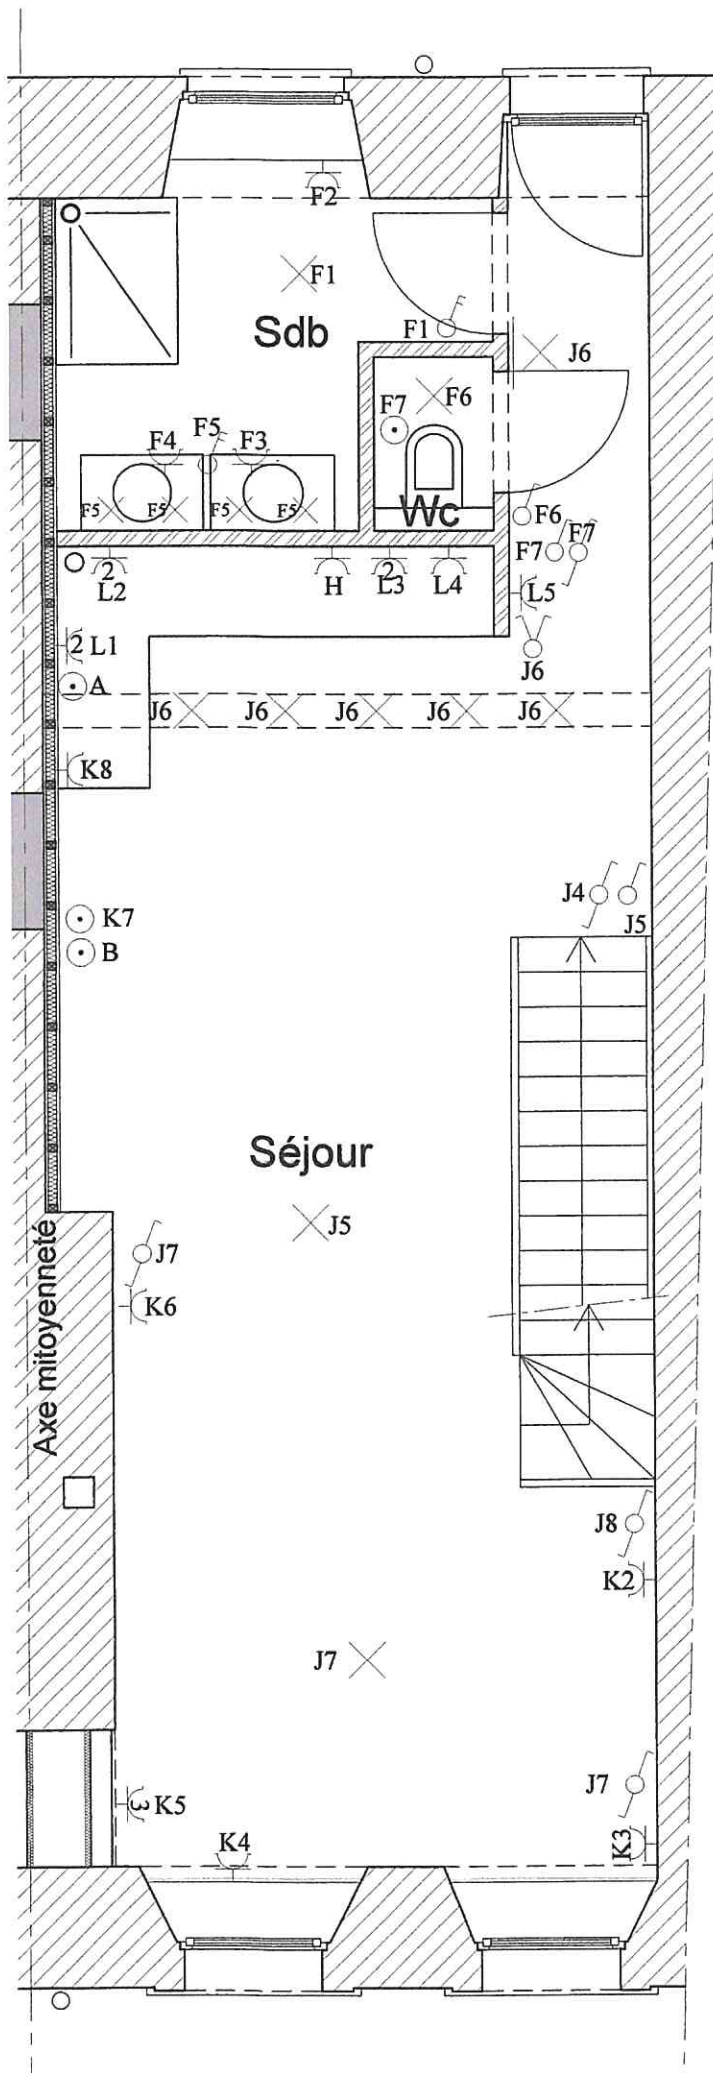 F2
F1
Sdb
F1
J6
F7
F6
F4
F5
F3
F5
F5
F5
F5
Wc
F6
F7
F7
2
L2
H
2
L3
L4
L5
2
L1
J6
A
J6
J6
J6
J6
J6
K8
J4
J5
K7
B
Séjour
J5
J7
K6
Axe mitoyenneté
J8
K2
J7
J7
3
K5
K3
K4